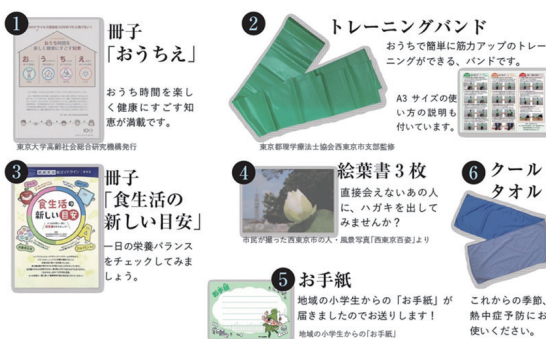 1
冊子
「おうちえ」
お う ち え
おうち時間を楽し
く健康にすごす知
恵が満載です。
東京大学高齢社会総合研究機構発行
2
トレーニングバンド
おうちで簡単に筋力アップのトレー
ニングができる、バンドです。
A3 サイズの使
い方の説明も
付いています。
東京都理学療法士協会西東京市支部監修
3
冊子
「食生活の
新しい目安」
食生活の
新しい目安
一日の栄養バランス
をチェックしてみま
しょう。
4
絵葉書3枚
直接会えないあの人
に、ハガキを出して
みませんか?
市民が撮った西東京市の人・風景写真「西東京百姿」より
5
お手紙
地域の小学生からの「お手紙」が
届きましたのでお送りします!
地域の小学生からの「お手紙」
6
クール
タオル
これからの季節、
熱中症予防にお
使いください。